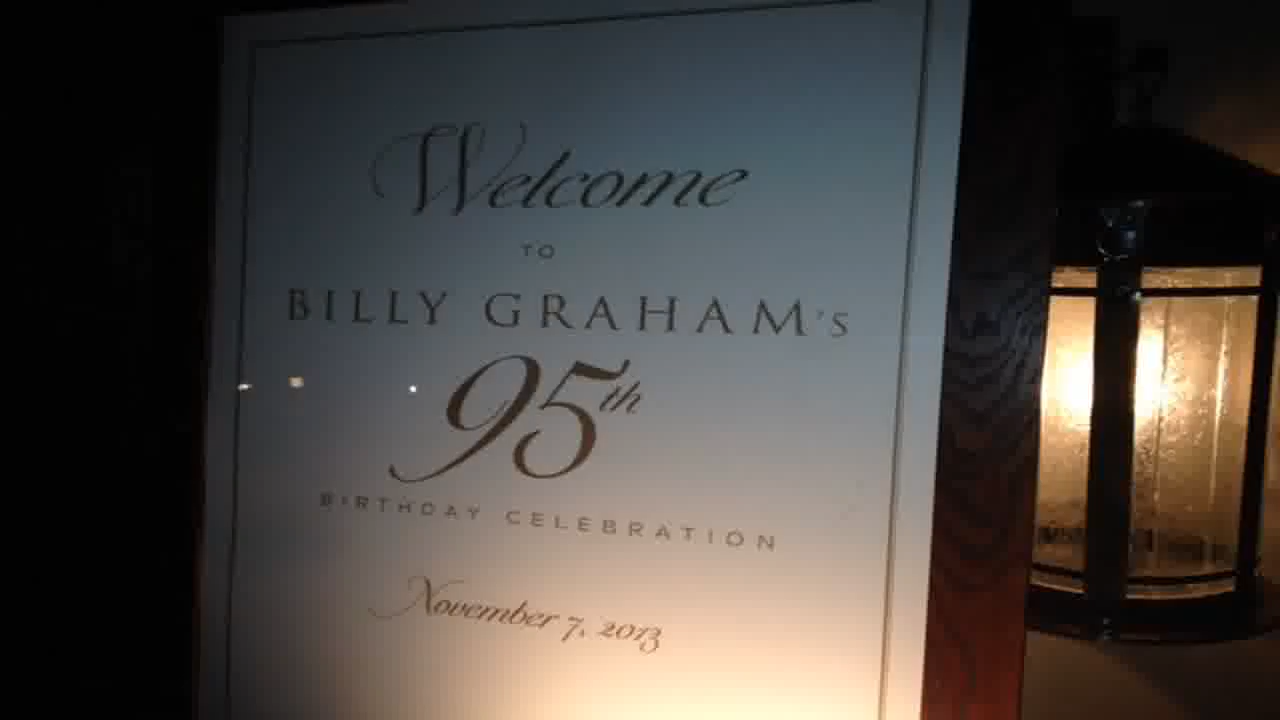 Welcome
TO
BILLY GRAHAM's
95th
BIRTHDAY CELEBRATION
November 7, 2013